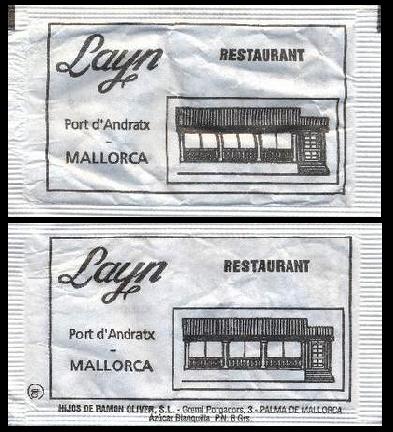 Layn
RESTAURANT
Port d'Andratx
-
MALLORCA
Layn
RESTAURANT
Port d'Andratx
-
MALLORCA
HIJOS DE RAMON OLIVER, S.L. - Gremi Porgadors, 3 - PALMA DE MALLORCA
Azúcar Blanquilla P.N. 8 Grs.